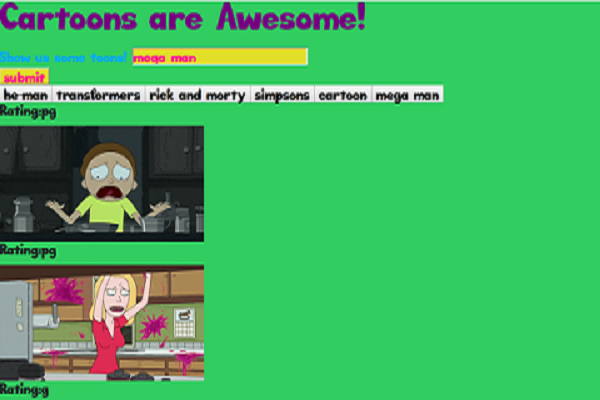 Cartoons are Awesome!
Show us some toons! mega man
submit
he-man transformers rick and morty simpsons cartoon mega man
Rating:pg
Rating:pg
Rating:g